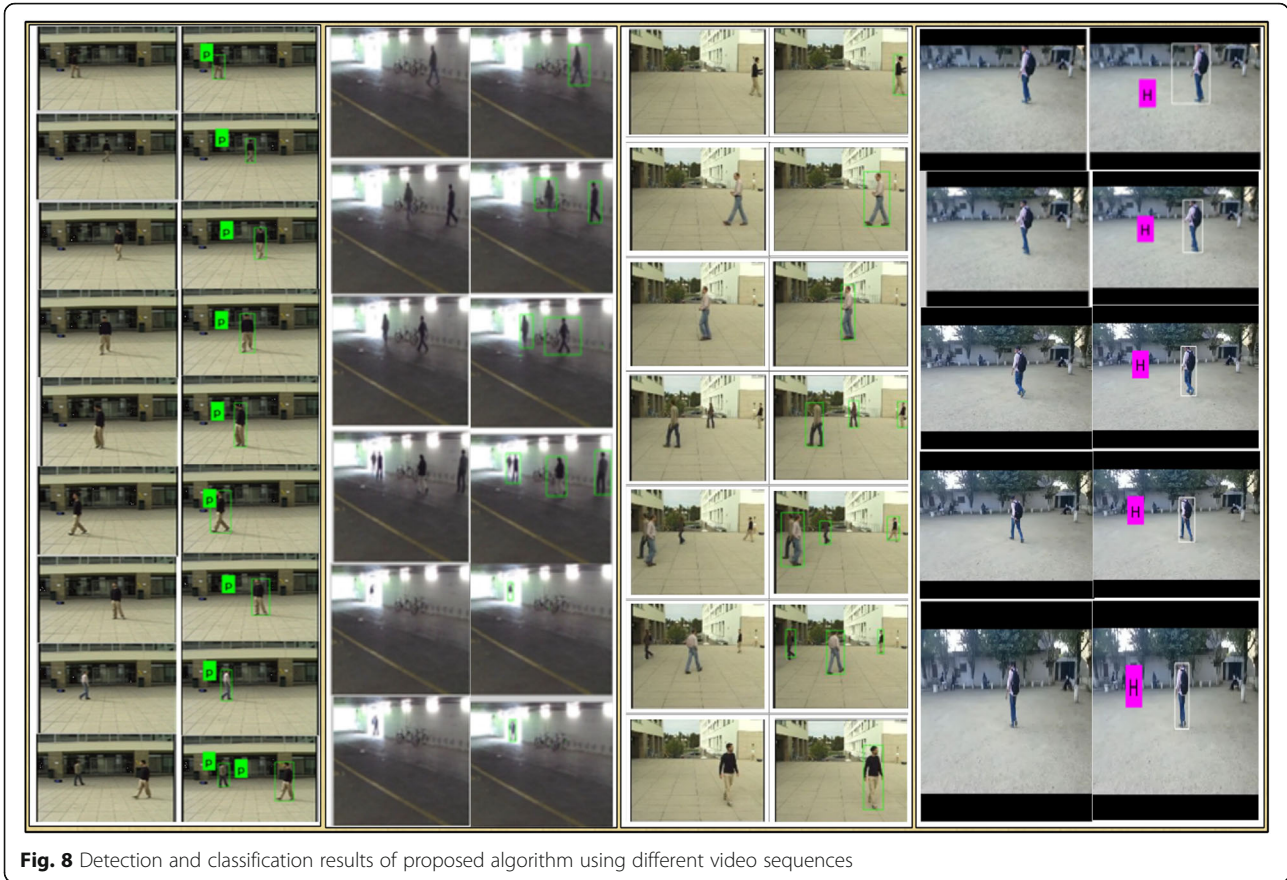 P
P
P
P
P
P
P
P
P P
H
H
H
H
H
Fig. 8 Detection and classification results of proposed algorithm using different video sequences